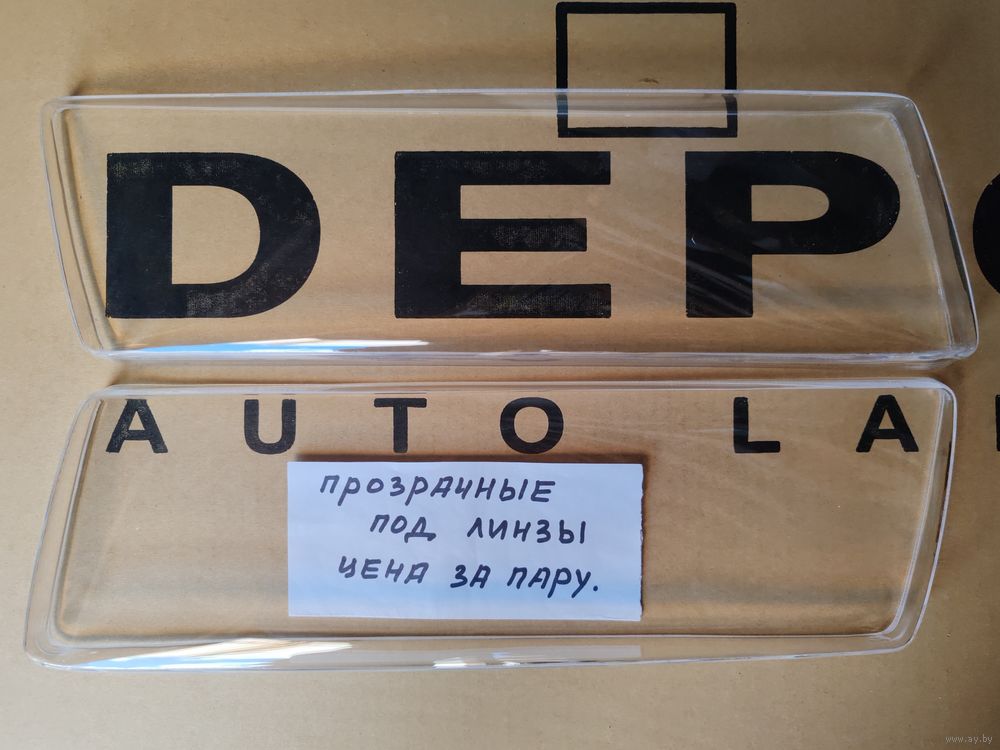 DEP
AUTO LA
ПРОЗРАЧНЫЕ
ПОД ЛИНЗЫ
ЦЕНА ЗА ПАРУ.
www.ay.by